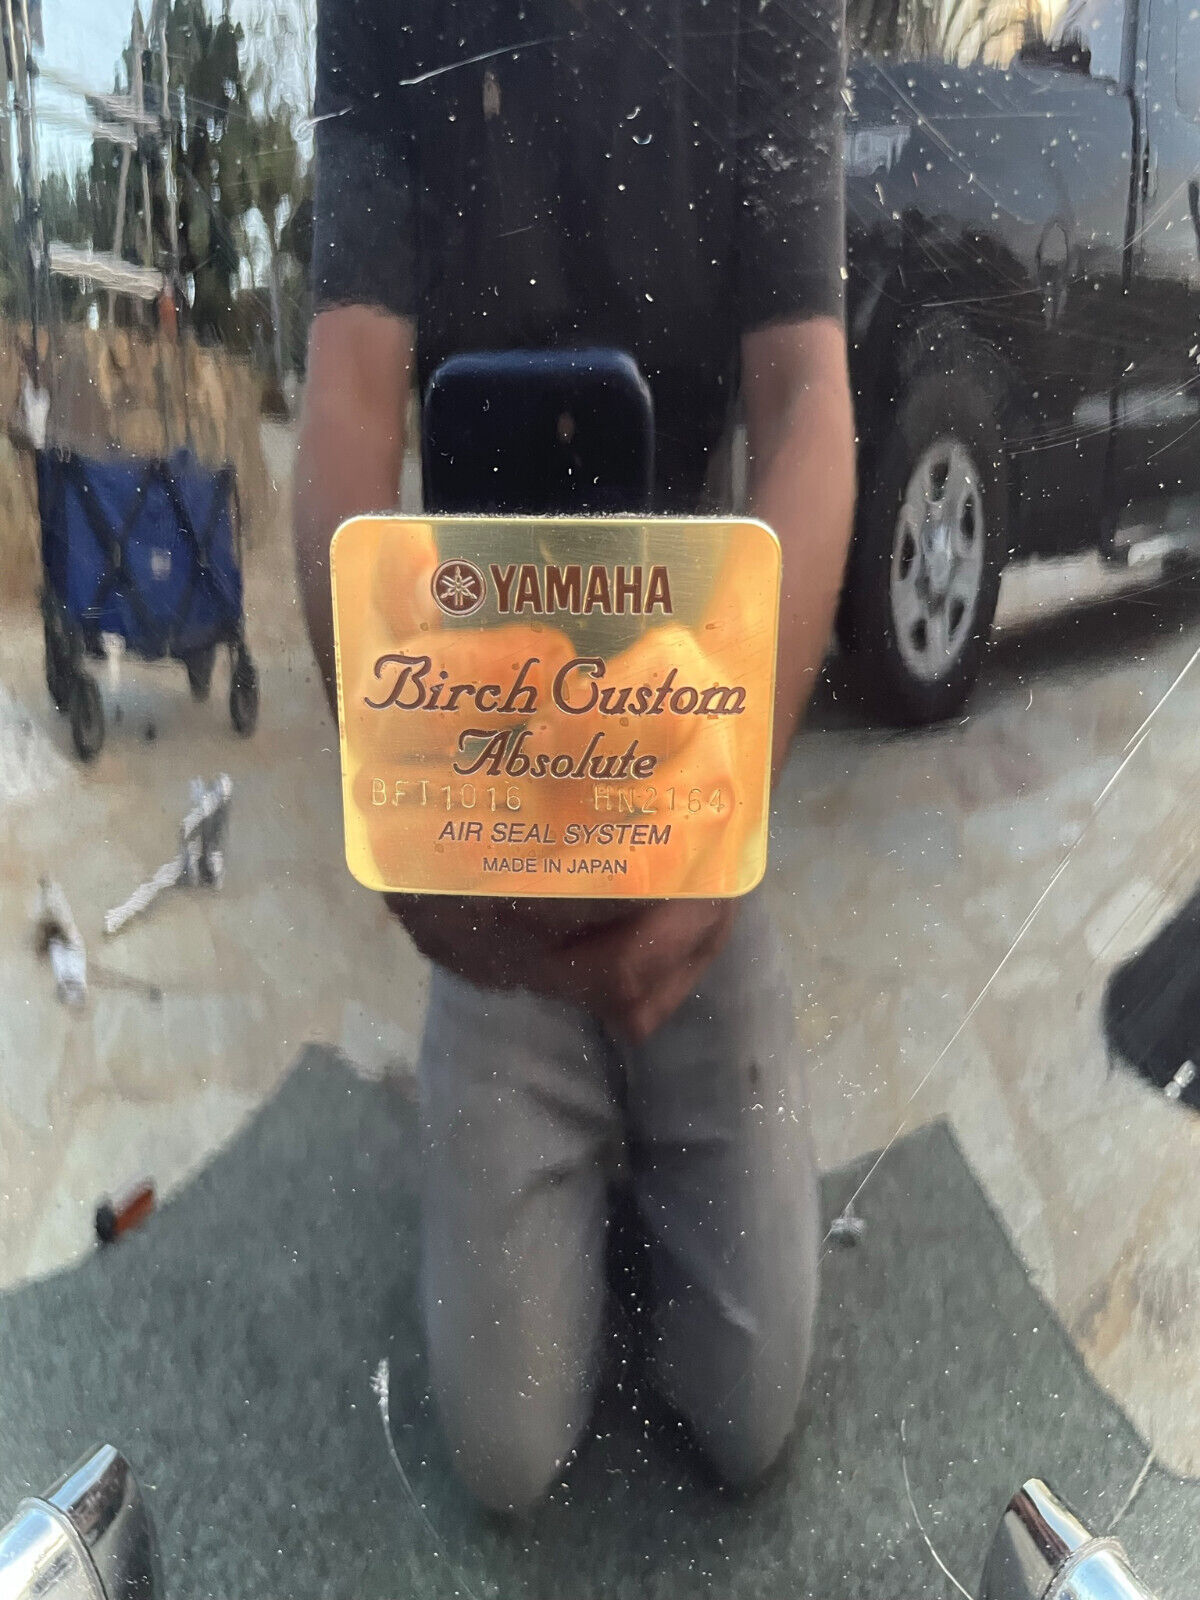 YAMAHA
Birch Custom
Absolute
BFT1016 HN2164
AIR SEAL SYSTEM
MADE IN JAPAN